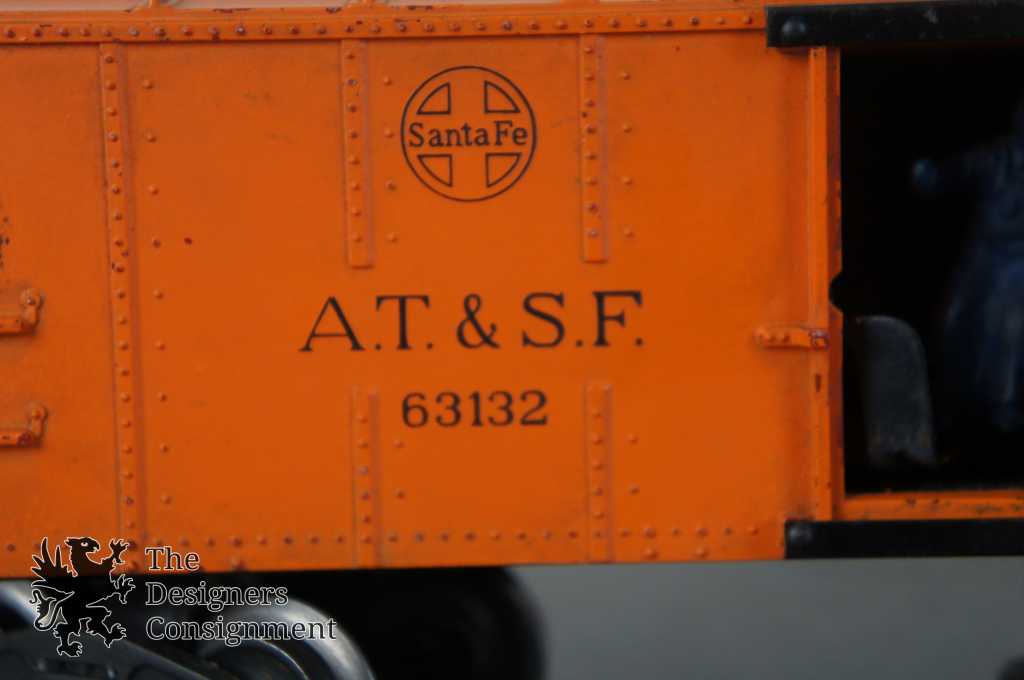 Santa Fe
A.T. & S.F.
63132
The
Designers
Consignment